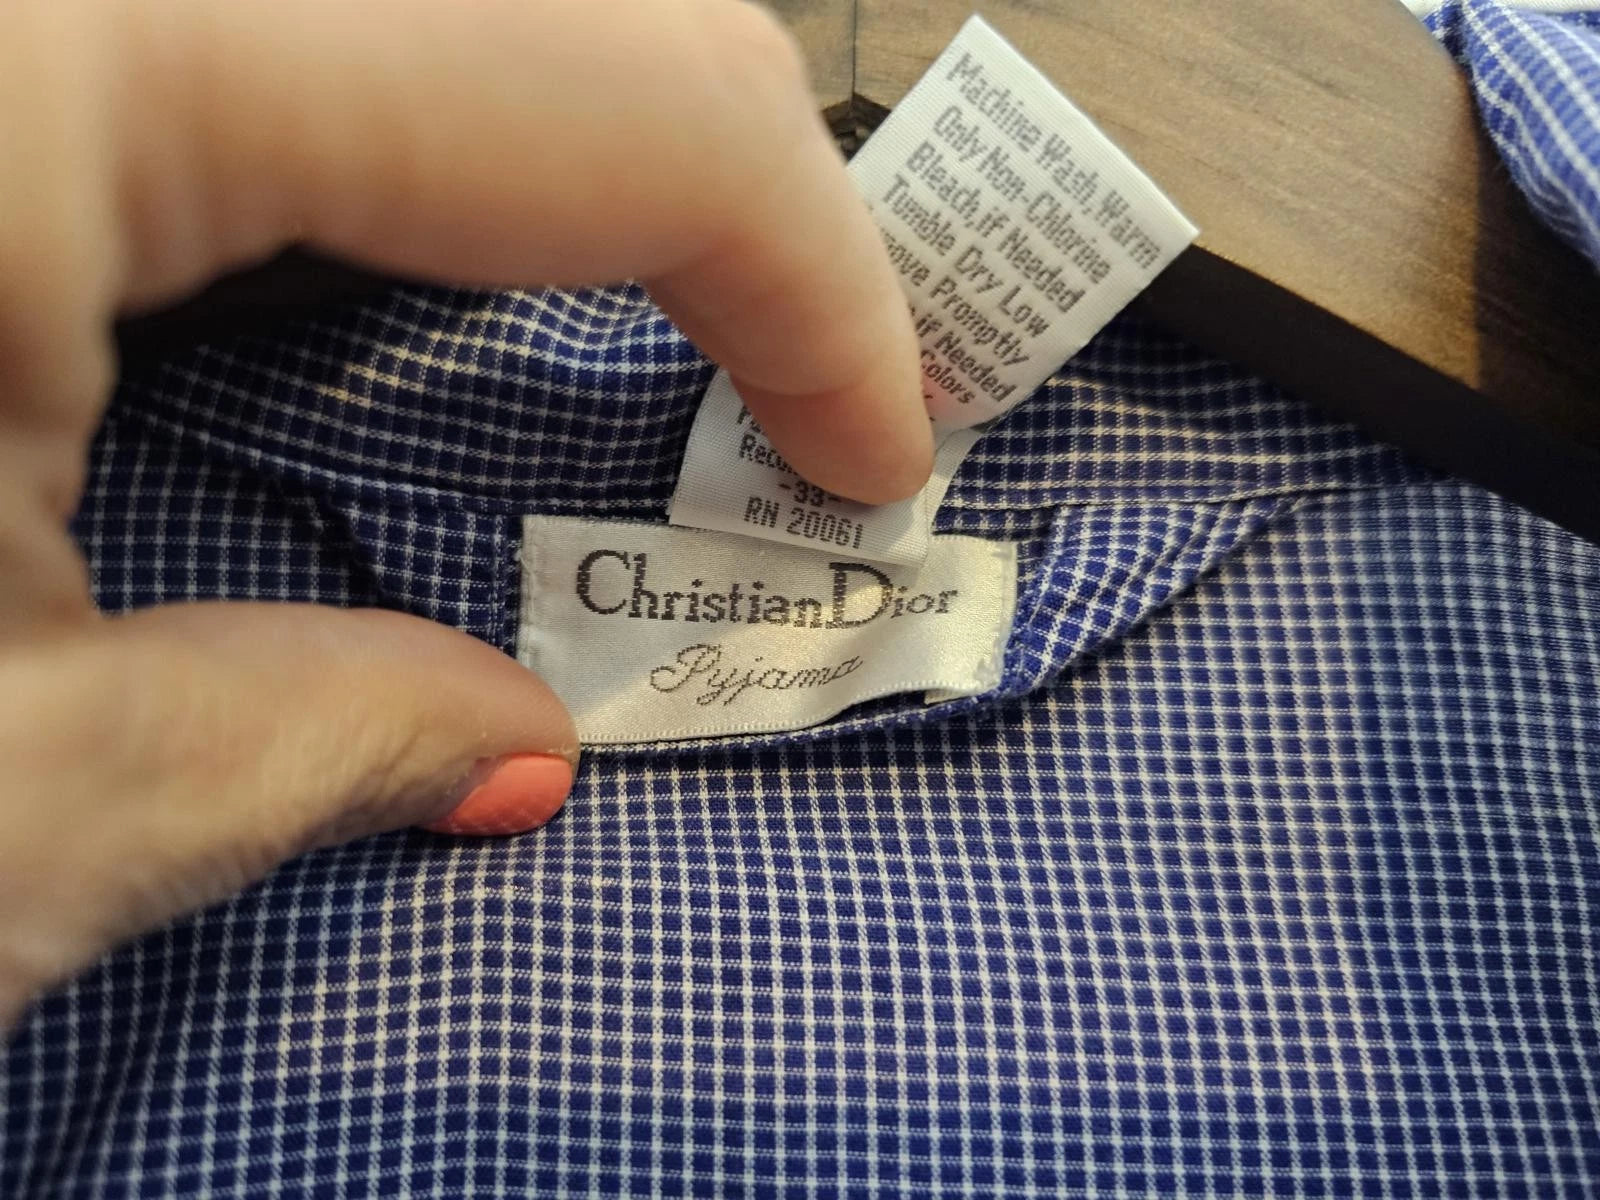 Machine Wash, Warm
Only Non-Chlorine
Bleach, if Needed
Tumble Dry Low
Promptly
if Needed
Colors
-33-
RN 20061
Christian Dior
Pyjama